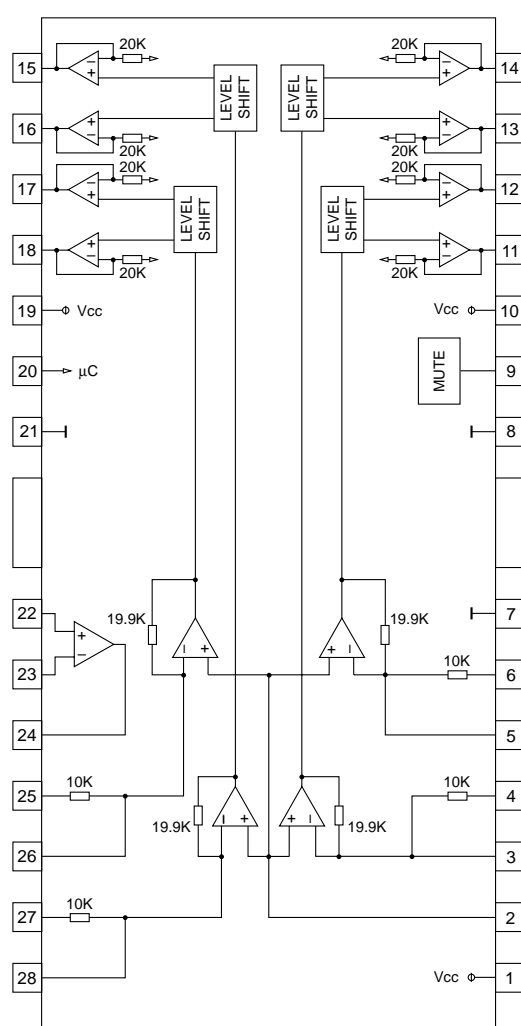 15
20K
20K
14
LEVEL SHIFT
LEVEL SHIFT
16
20K
20K
13
17
20K
20K
12
LEVEL SHIFT
LEVEL SHIFT
18
20K
20K
11
19
Vcc
Vcc
10
20
μC
MUTE
9
21
8
22
19.9K
19.9K
7
23
10K
6
24
5
25
10K
10K
4
19.9K
19.9K
26
3
27
10K
2
28
Vcc
1